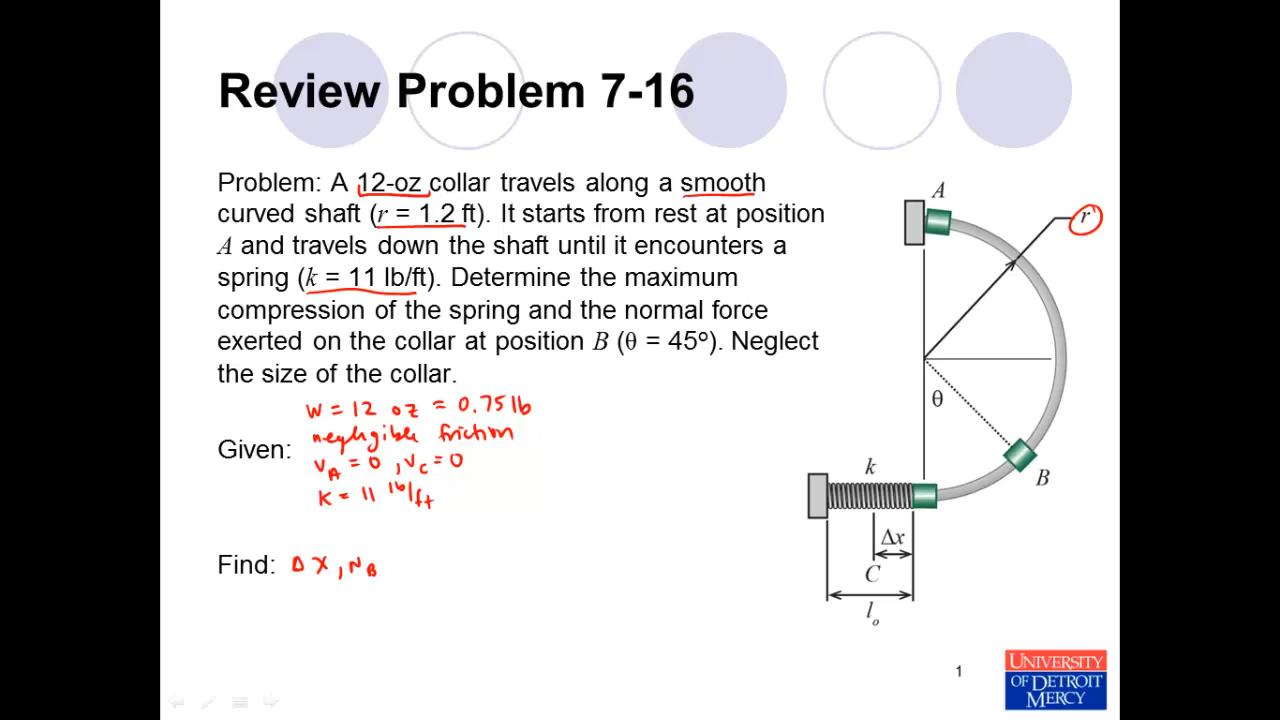 Review Problem 7-16
Problem: A 12-oz collar travels along a smooth
curved shaft (r = 1.2 ft). It starts from rest at position
A and travels down the shaft until it encounters a
spring (k = 11 lb/ft). Determine the maximum
compression of the spring and the normal force
exerted on the collar at position B (θ = 45°). Neglect
the size of the collar.
Given:
W = 12 oz = 0.75 lb
negligible friction
v_A = 0 , v_C = 0
K = 11 lb/ft
Find: Δ X , N_B
A
r
θ
B
k
Δx
C
l_o
1
UNIVERSITY
OF DETROIT
MERCY